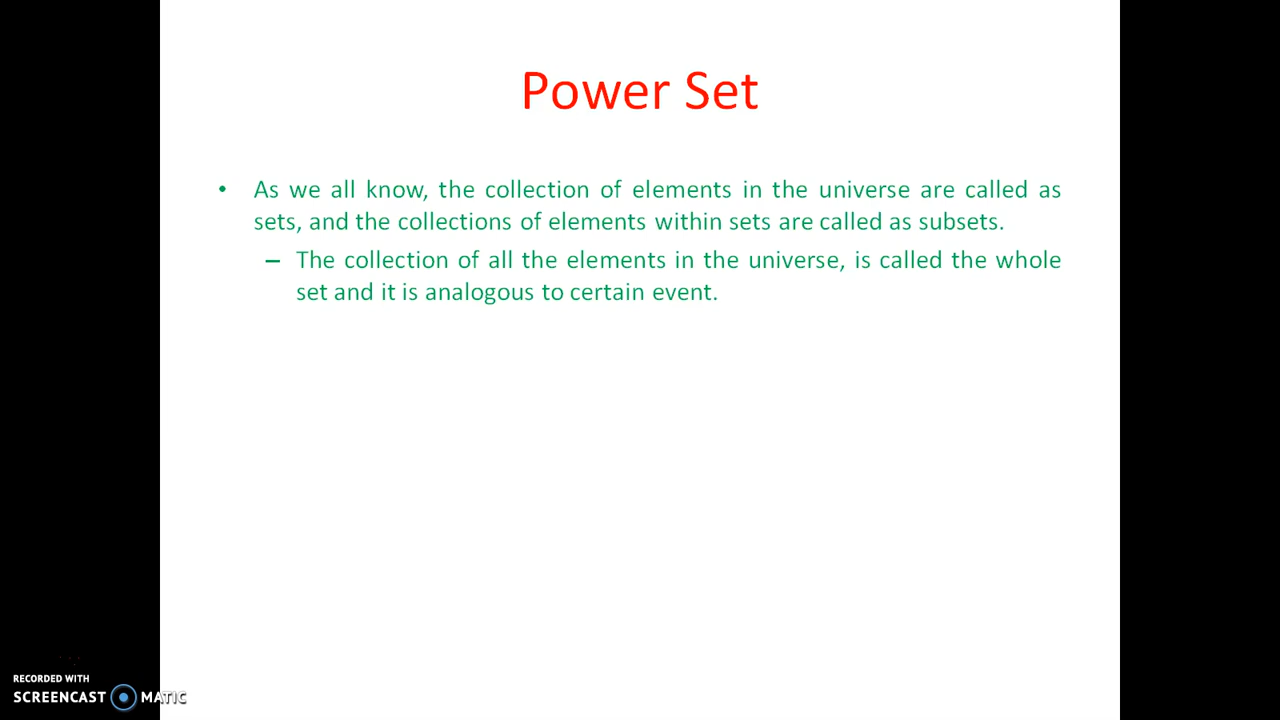 Power Set
• As we all know, the collection of elements in the universe are called as
sets, and the collections of elements within sets are called as subsets.
– The collection of all the elements in the universe, is called the whole
set and it is analogous to certain event.
RECORDED WITH
SCREENCAST MATIC